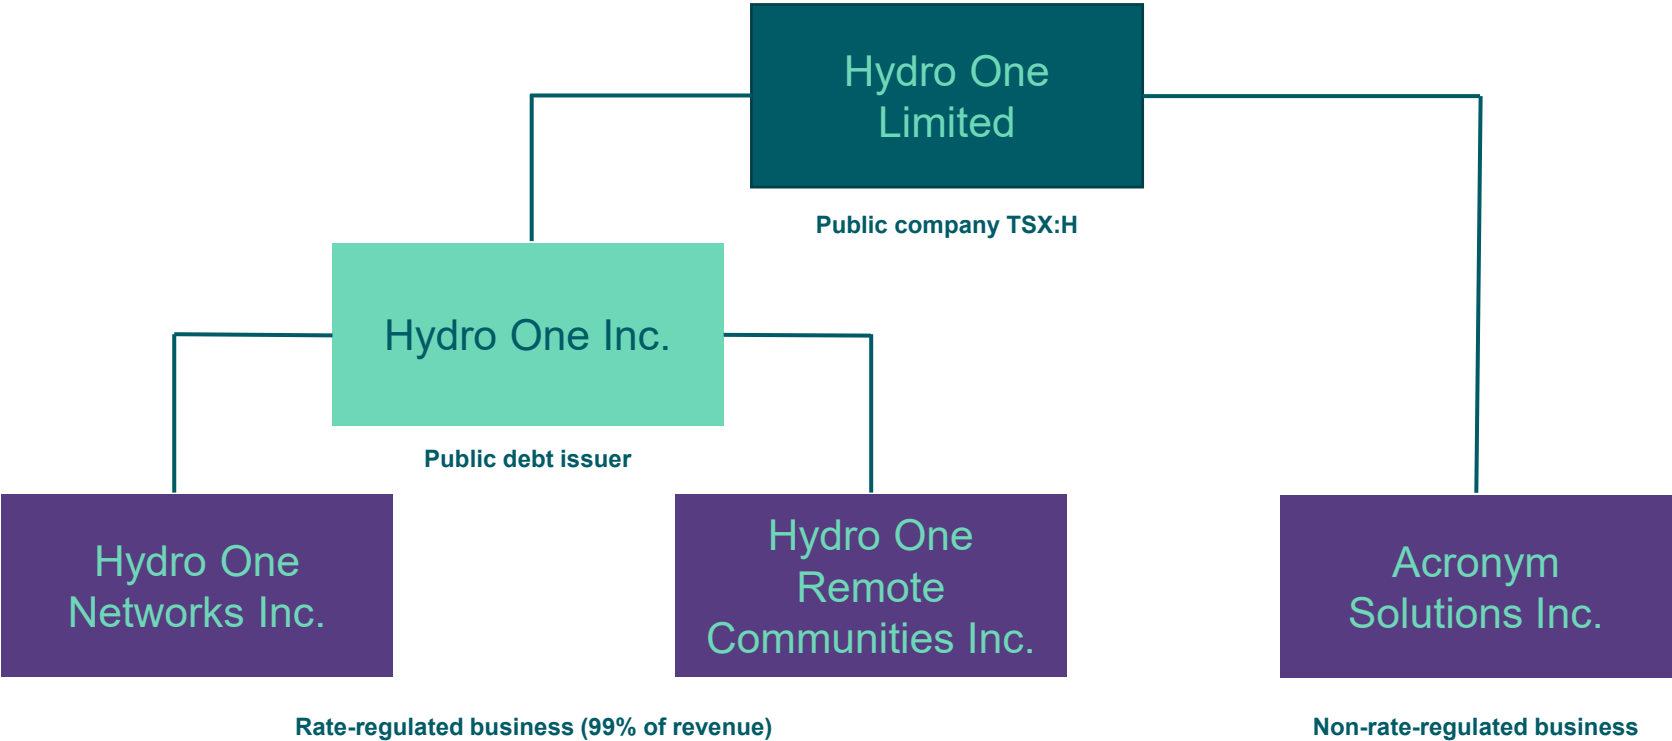 Hydro One
Limited
Public company TSX:H
Hydro One Inc.
Public debt issuer
Hydro One
Networks Inc.
Hydro One
Remote
Communities Inc.
Acronym
Solutions Inc.
Rate-regulated business (99% of revenue)
Non-rate-regulated business